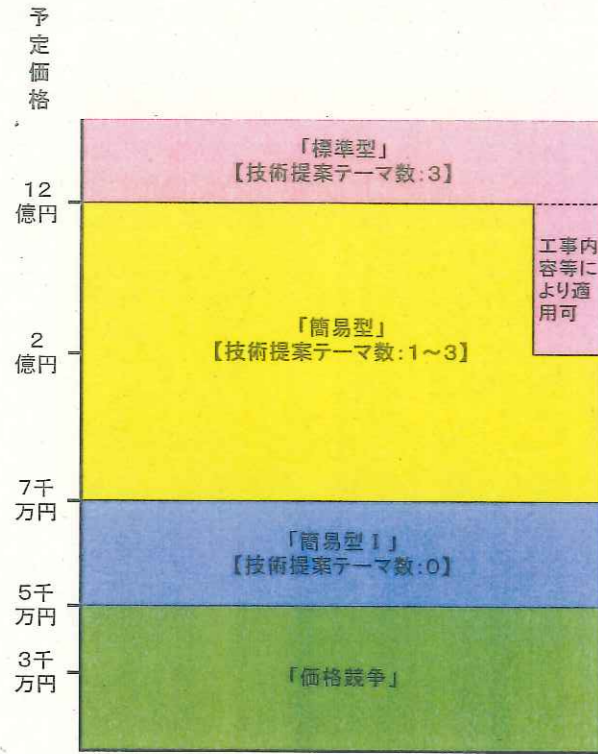 予
定
価
格
「標準型」
【技術提案テーマ数:3】
12
億円
工事内
容等に
より適
用可
「簡易型」
【技術提案テーマ数:1～3】
2
億円
7千
万円
「簡易型Ⅰ」
【技術提案テーマ数:0】
5千
万円
3千
万円
「価格競争」